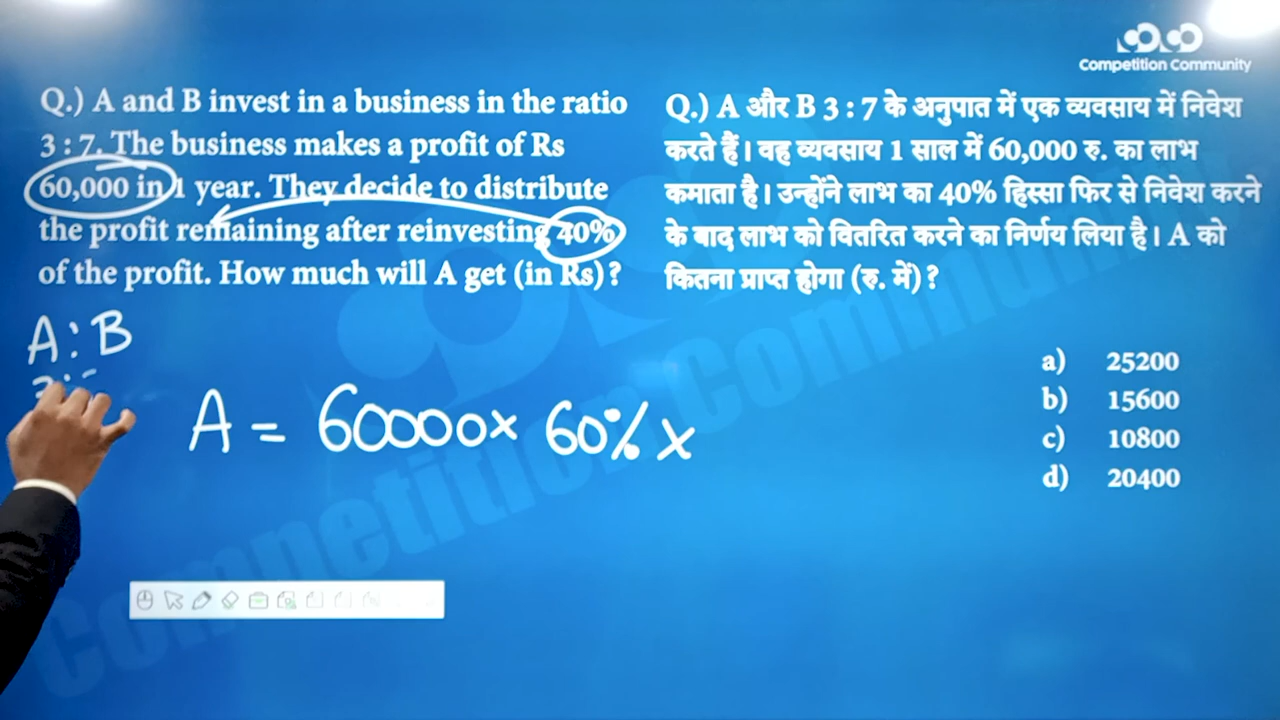 Competition Community
Q.) A and B invest in a business in the ratio
3 : 7. The business makes a profit of Rs
60,000 in 1 year. They decide to distribute
the profit remaining after reinvesting 40%
of the profit. How much will A get (in Rs)?
Q.) A और B 3 : 7 के अनुपात में एक व्यवसाय में निवेश
करते हैं। वह व्यवसाय 1 साल में 60,000 रु. का लाभ
कमाता है। उन्होंने लाभ का 40% हिस्सा फिर से निवेश करने
के बाद लाभ को वितरित करने का निर्णय लिया है। A को
कितना प्राप्त होगा (रु. में)?
A : B
A = 60000 x 60% x
a) 25200
b) 15600
c) 10800
d) 20400
Competition Community